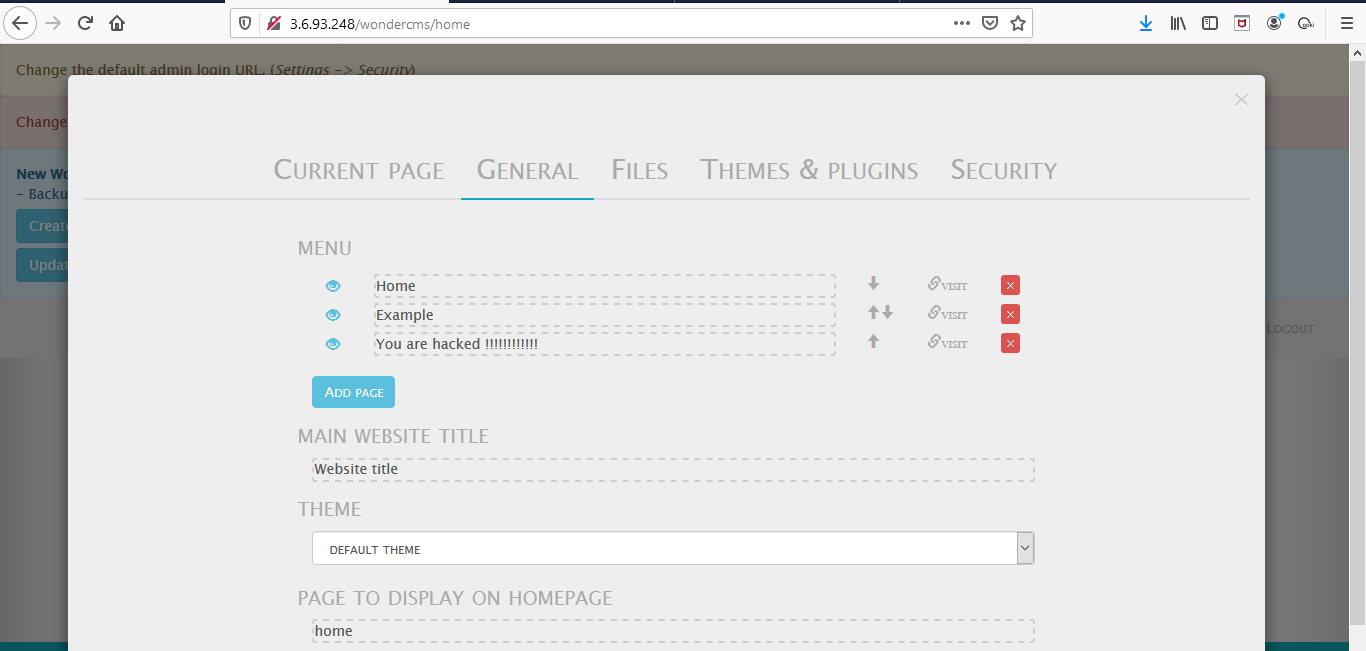 3.6.93.248/wondercms/home
Change the default admin login URL. (Settings -> Security)
Change
New Wo
- Backu
Create
Updat
CURRENT PAGE GENERAL FILES THEMES & PLUGINS SECURITY
MENU
Home VISIT
Example VISIT
You are hacked !!!!!!!!!!!! VISIT
LOGOUT
ADD PAGE
MAIN WEBSITE TITLE
Website title
THEME
DEFAULT THEME
PAGE TO DISPLAY ON HOMEPAGE
home